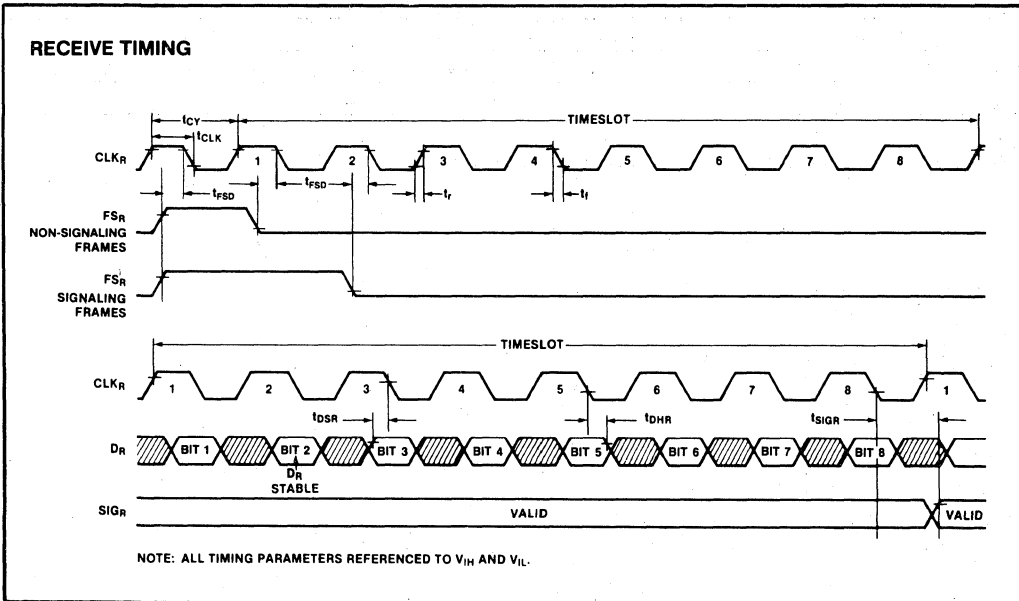 RECEIVE TIMING
tCY
TIMESLOT
tCLK
CLKR
1 2 3 4 5 6 7 8
tFSD tFSD tr tf
FSR
NON-SIGNALING
FRAMES
FSR
SIGNALING
FRAMES
TIMESLOT
CLKR
1 2 3 4 5 6 7 8 1
tDSR tDHR tSIGR
DR
BIT 1 BIT 2 BIT 3 BIT 4 BIT 5 BIT 6 BIT 7 BIT 8
DR
STABLE
SIGR
VALID VALID
NOTE: ALL TIMING PARAMETERS REFERENCED TO VIH AND VIL.